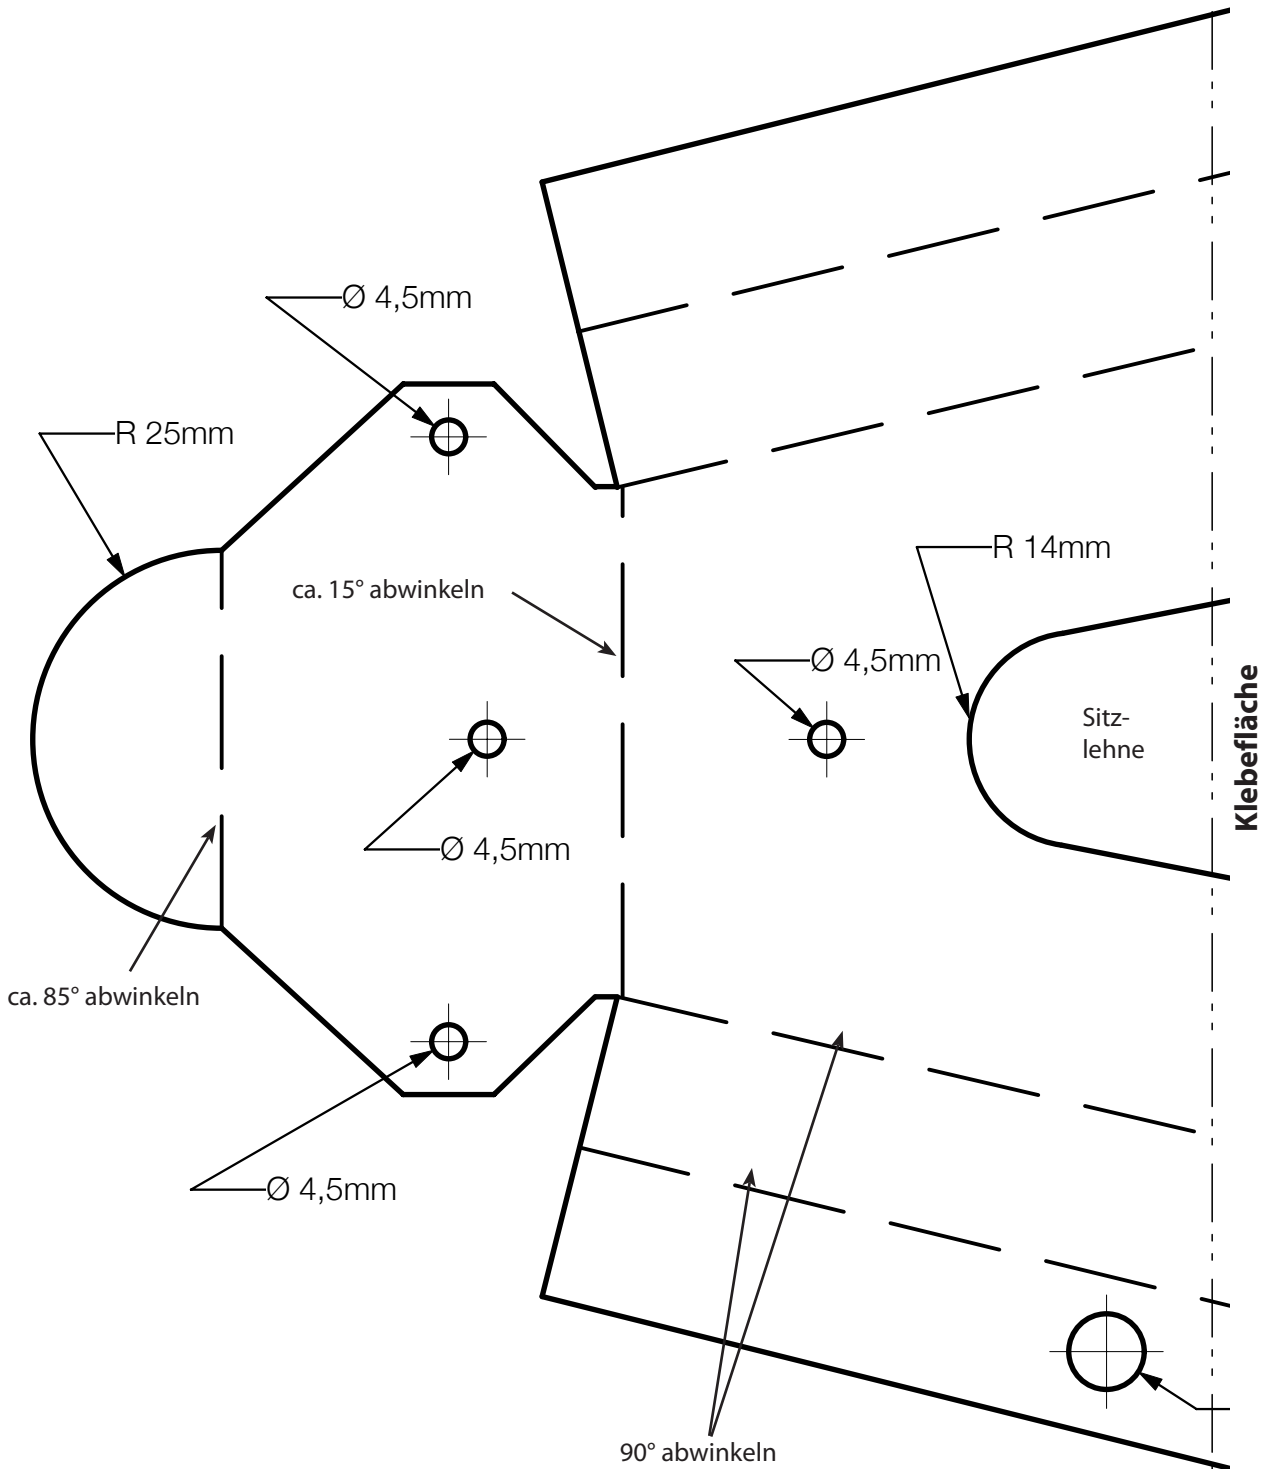 Ø 4,5mm
R 25mm
R 14mm
ca. 15° abwinkeln
Ø 4,5mm
Sitz-
lehne
Klebefläche
Ø 4,5mm
ca. 85° abwinkeln
Ø 4,5mm
90° abwinkeln